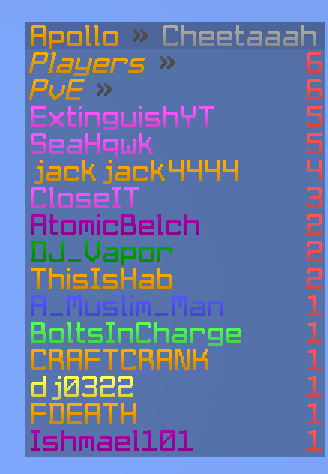 Apollo » Cheetaaah
Players » 6
PvE » 6
ExtinguishYT 5
SeaHqwk 5
jackjack4444 4
CloseIT 3
AtomicBelch 2
DJ_Vapor 2
ThisIsHab 2
A_Muslim_Man 1
BoltsInCharge 1
CRAFTCRANK 1
dj0322 1
FDEATH 1
Ishmael101 1